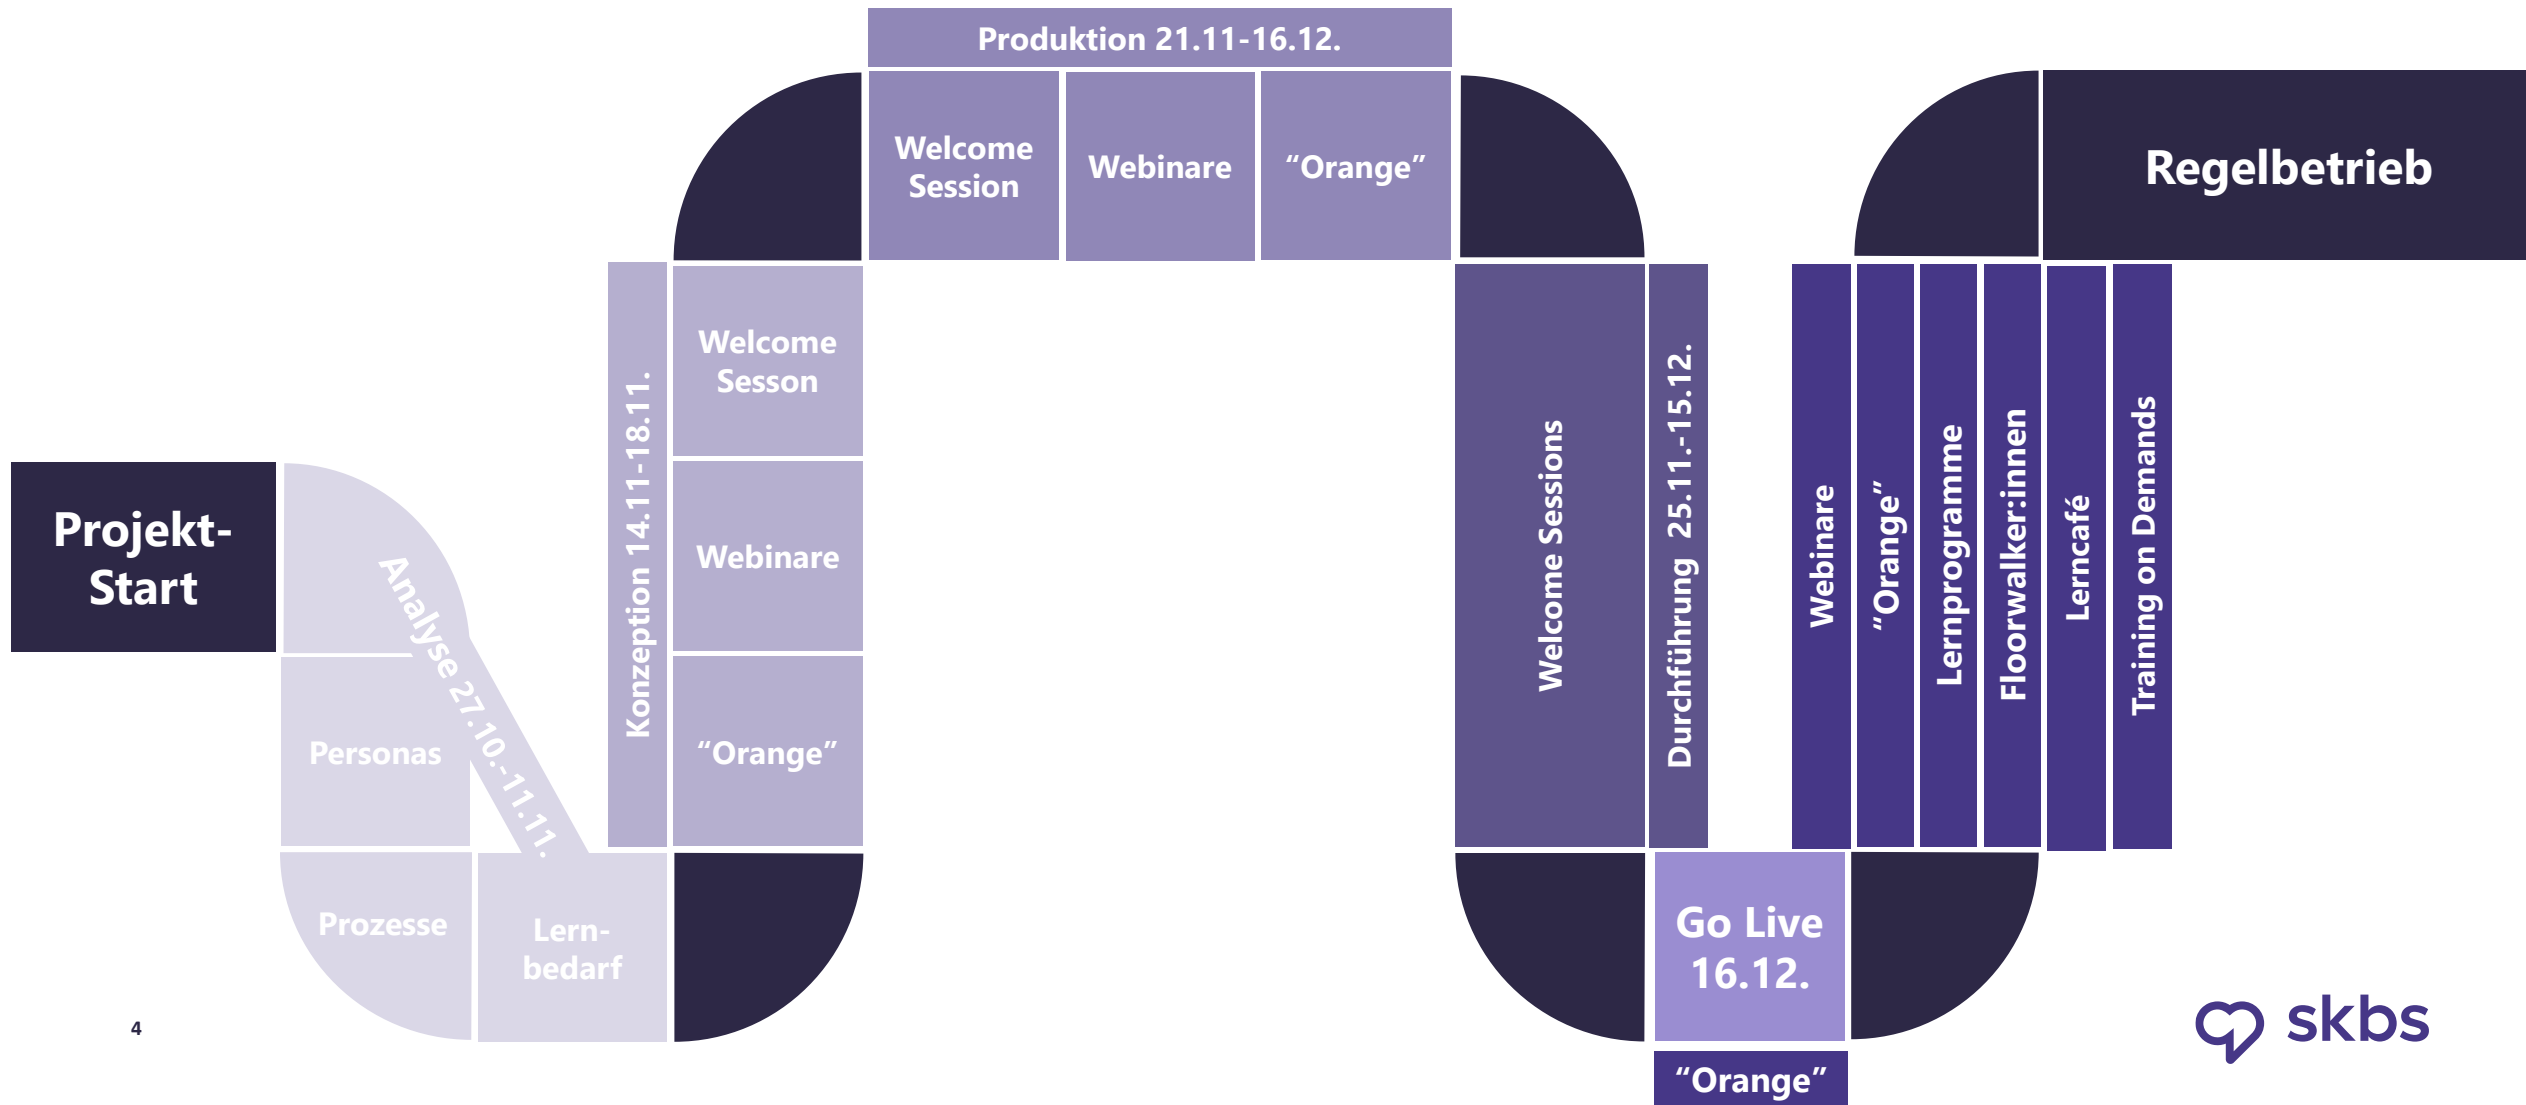 Projekt-
Start
Analyse 27.10.-11.11.
Personas
Prozesse
Lern-
bedarf
Konzeption 14.11-18.11.
Welcome
Sesson
Webinare
“Orange”
Produktion 21.11-16.12.
Welcome
Session
Webinare
“Orange”
Welcome Sessions
Durchführung 25.11.-15.12.
Go Live
16.12.
“Orange”
Webinare
“Orange”
Lernprogramme
Floorwalker:innen
Lerncafé
Training on Demands
Regelbetrieb
4
skbs